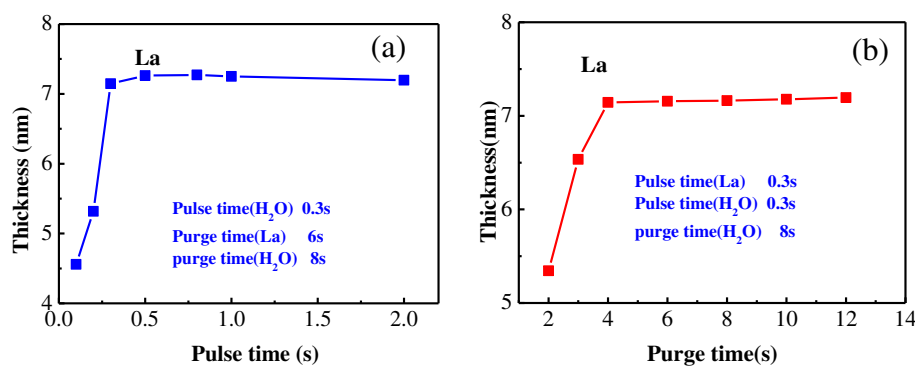 8
7
6
5
4
Thickness (nm)
La
(a)
Pulse time(H₂O) 0.3s
Purge time(La) 6s
purge time(H₂O) 8s
0.0 0.5 1.0 1.5 2.0
Pulse time (s)
8
7
6
5
Thickness(nm)
La
(b)
Pulse time(La) 0.3s
Pulse time(H₂O) 0.3s
purge time(H₂O) 8s
2 4 6 8 10 12 14
Purge time(s)